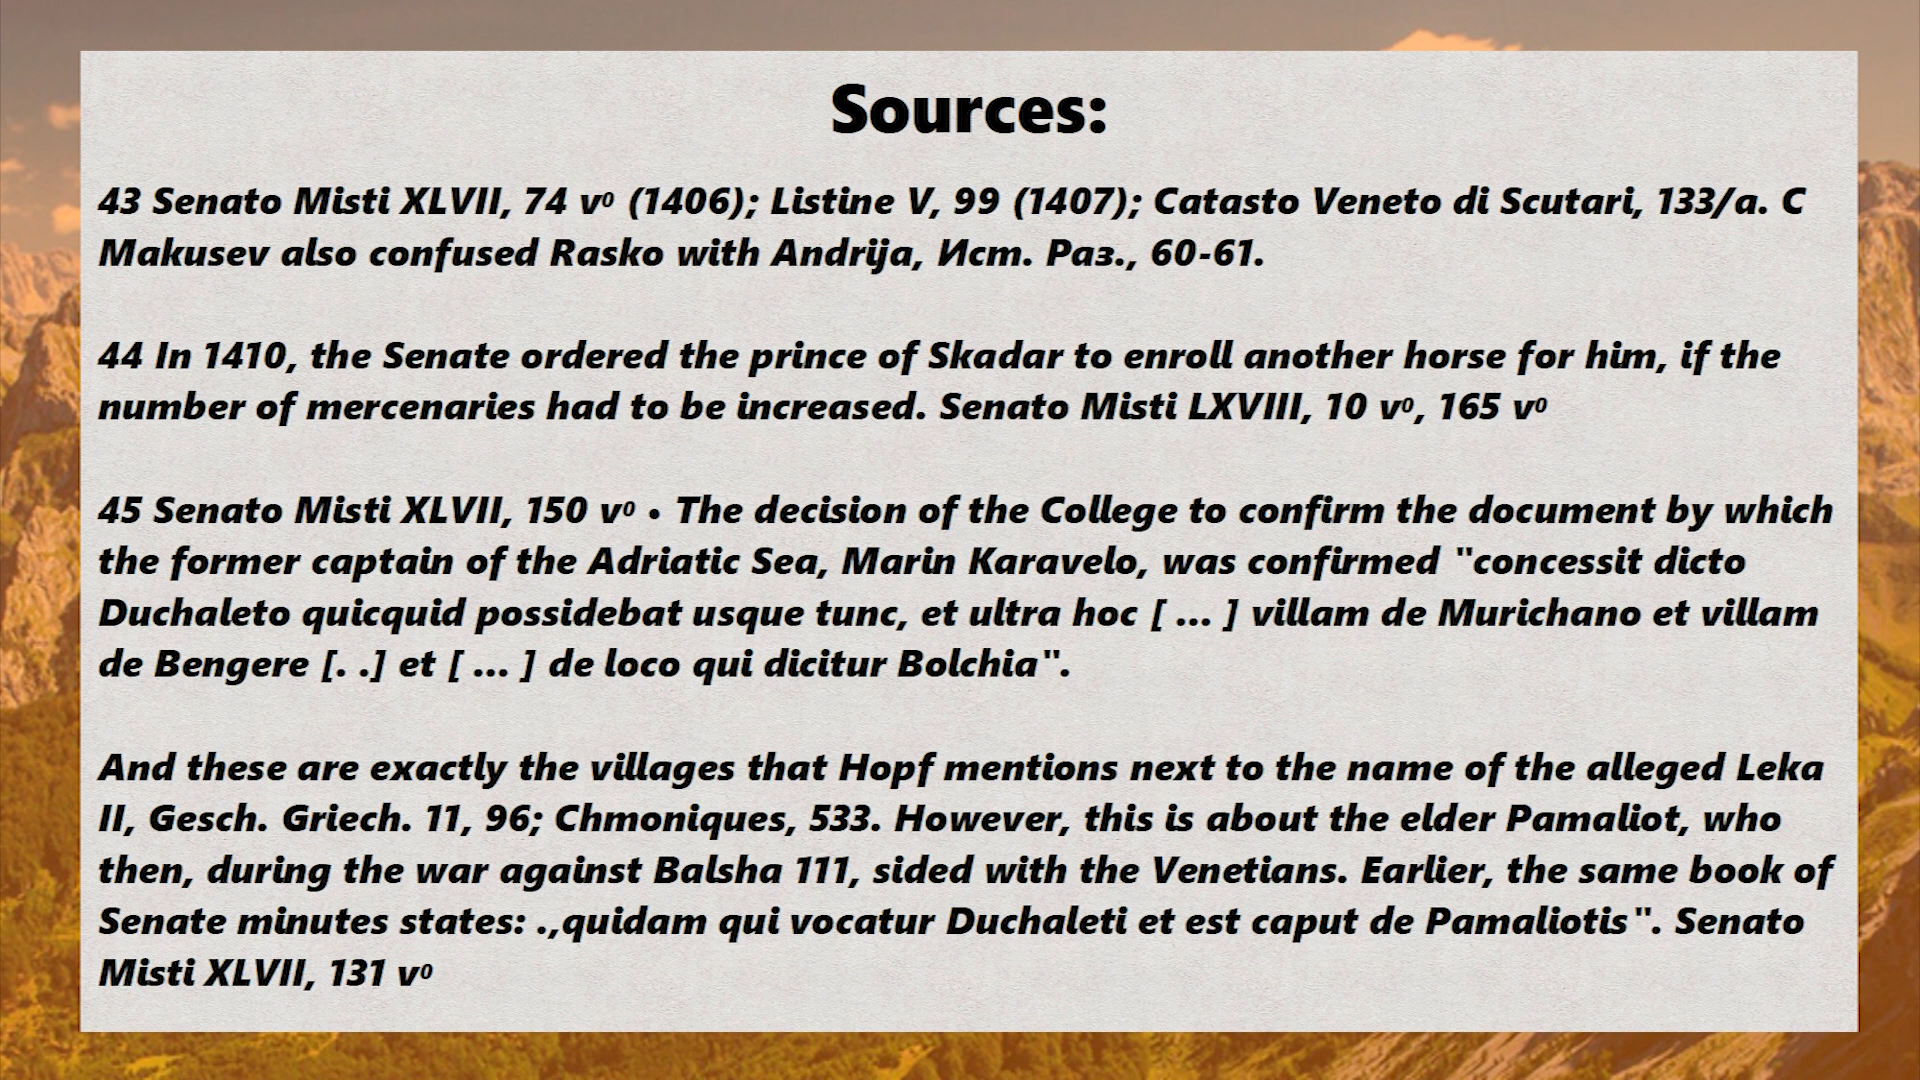 Sources:
43 Senato Misti XLVII, 74 v⁰ (1406); Listine V, 99 (1407); Catasto Veneto di Scutari, 133/a. C
Makusev also confused Rasko with Andrija, Ист. Раз., 60-61.
44 In 1410, the Senate ordered the prince of Skadar to enroll another horse for him, if the
number of mercenaries had to be increased. Senato Misti LXVIII, 10 v⁰, 165 v⁰
45 Senato Misti XLVII, 150 v⁰ • The decision of the College to confirm the document by which
the former captain of the Adriatic Sea, Marin Karavelo, was confirmed "concessit dicto
Duchaleto quicquid possidebat usque tunc, et ultra hoc [ ... ] villam de Murichano et villam
de Bengere [. .] et [ ... ] de loco qui dicitur Bolchia".
And these are exactly the villages that Hopf mentions next to the name of the alleged Leka
II, Gesch. Griech. 11, 96; Chmoniques, 533. However, this is about the elder Pamaliot, who
then, during the war against Balsha 111, sided with the Venetians. Earlier, the same book of
Senate minutes states: .,quidam qui vocatur Duchaleti et est caput de Pamaliotis". Senato
Misti XLVII, 131 v⁰